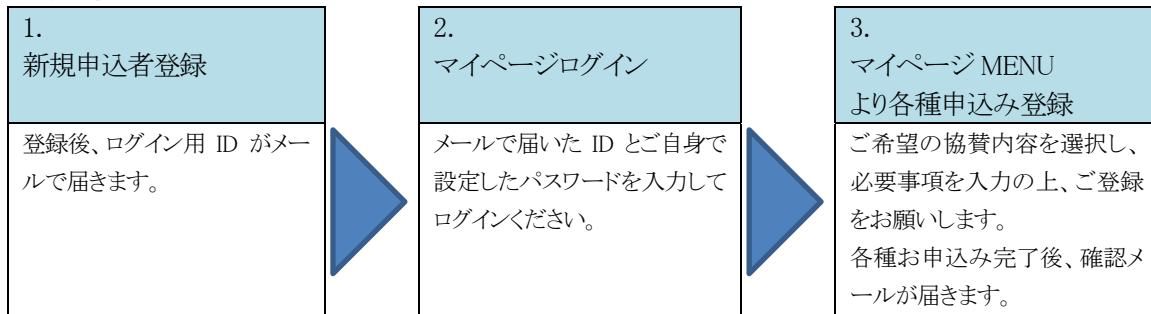 1.
新規申込者登録
登録後、ログイン用 ID がメー
ルで届きます。
2.
マイページログイン
メールで届いた ID とご自身で
設定したパスワードを入力して
ログインください。
3.
マイページ MENU
より各種申込み登録
ご希望の協賛内容を選択し、
必要事項を入力の上、ご登録
をお願いします。
各種お申込み完了後、確認メ
ールが届きます。